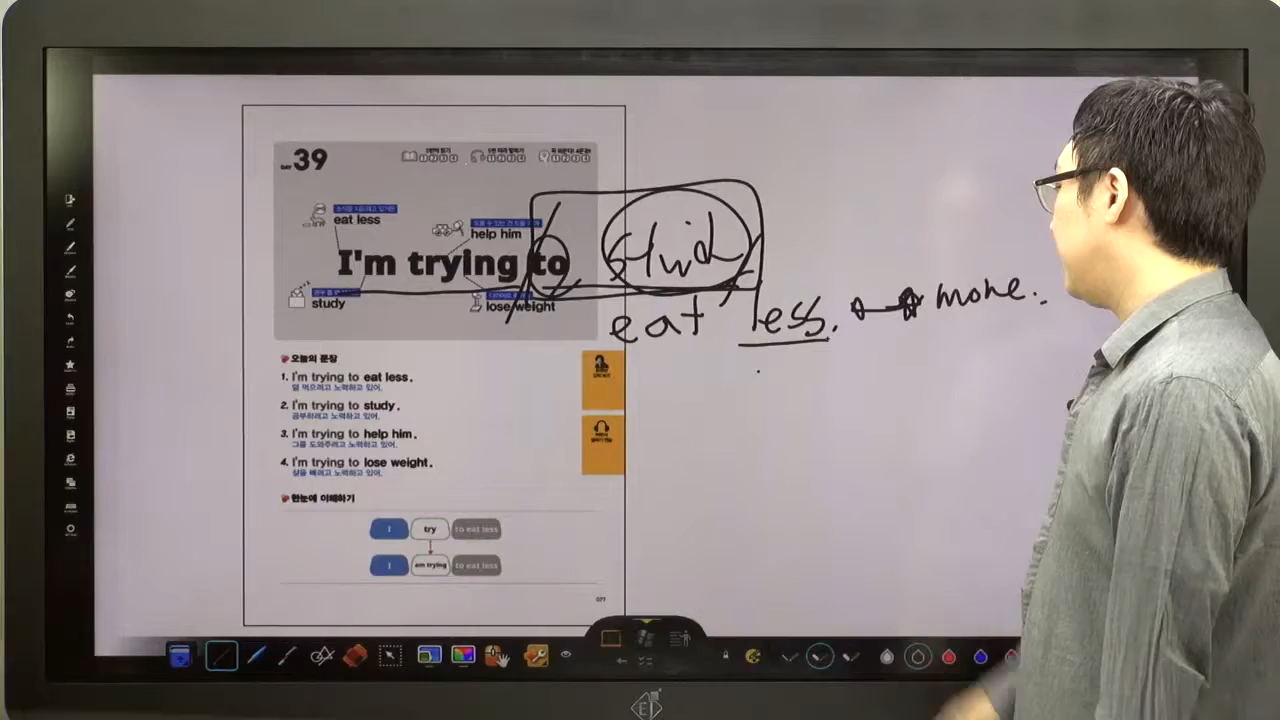 DAY 39
eat less
help him
I'm trying to
study
lose weight
eat less. ↔ more.
오늘의 문장
1. I'm trying to eat less.
덜 먹으려고 노력하고 있어.
2. I'm trying to study.
공부하려고 노력하고 있어.
3. I'm trying to help him.
그를 도와주려고 노력하고 있어.
4. I'm trying to lose weight.
살을 빼려고 노력하고 있어.
한눈에 이해하기
I try to eat less
I am trying to eat less
077